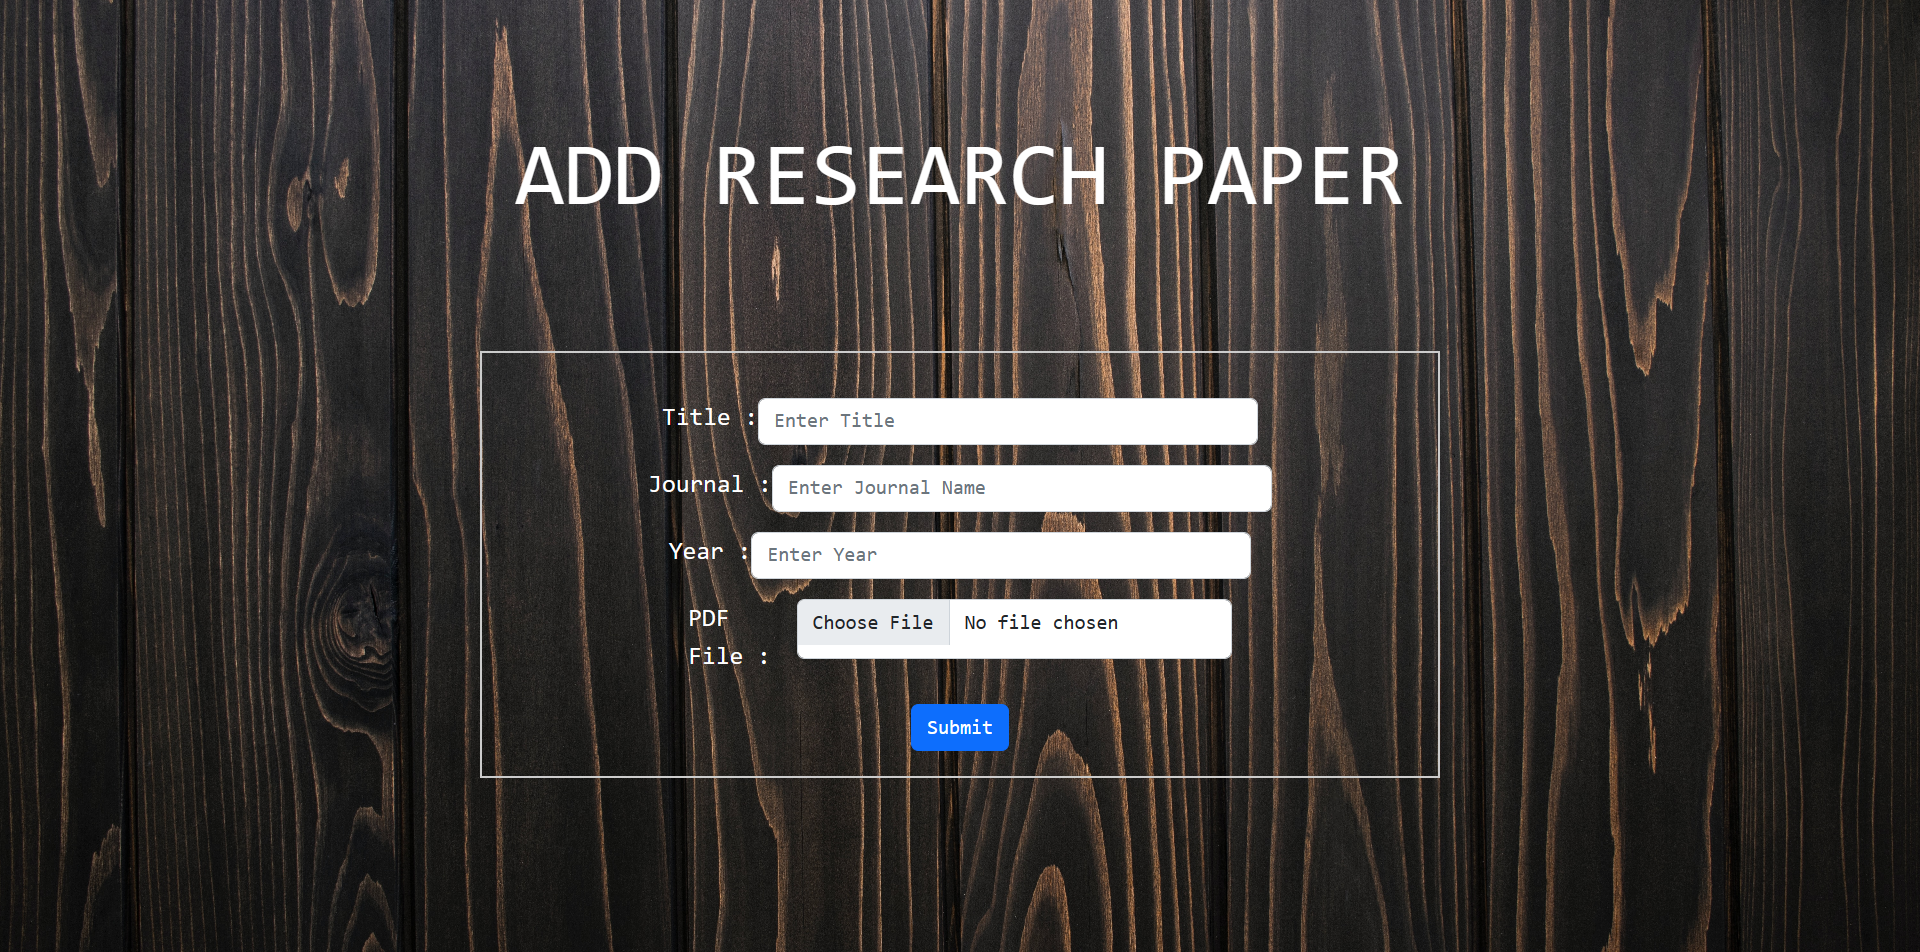 ADD RESEARCH PAPER
Title : Enter Title
Journal : Enter Journal Name
Year : Enter Year
PDF File : Choose File No file chosen
Submit